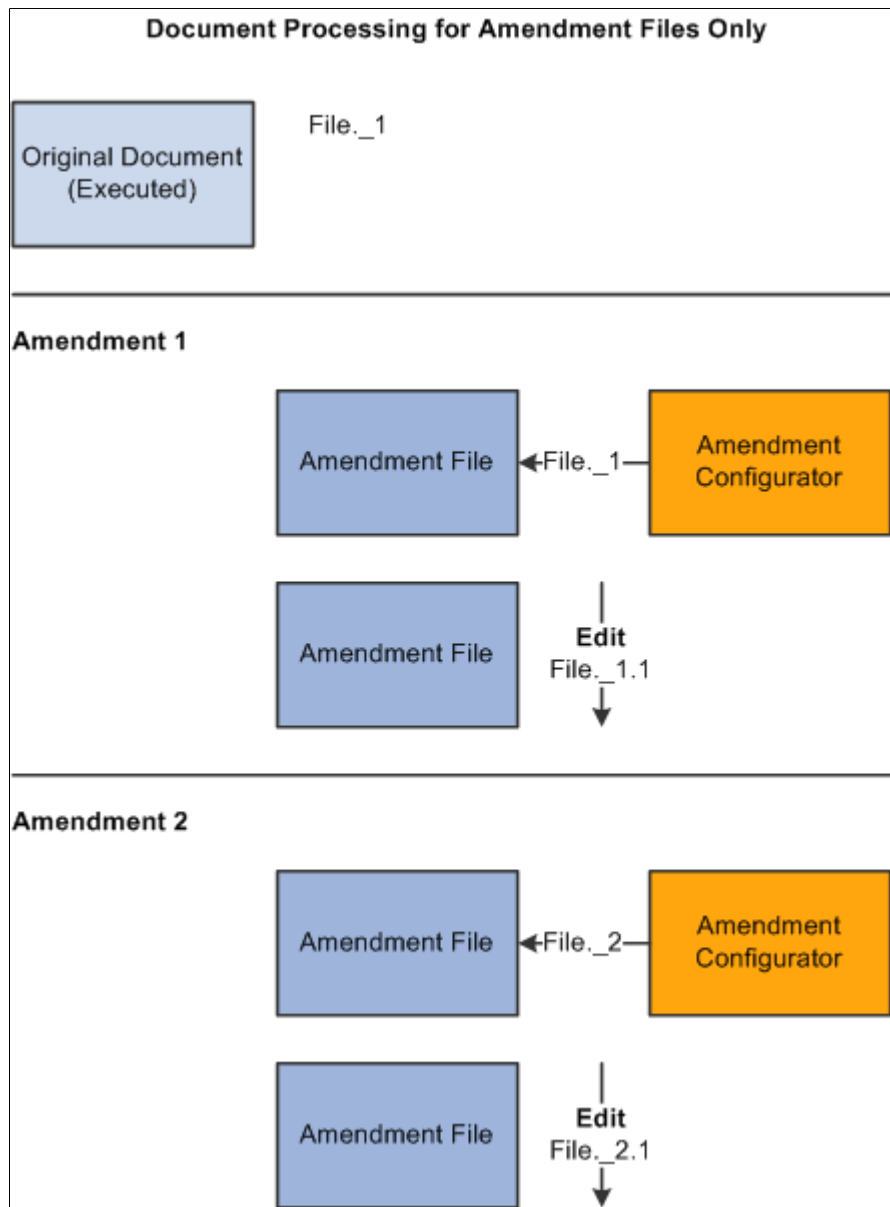 Document Processing for Amendment Files Only
File._1
Original Document
(Executed)
Amendment 1
Amendment File
File._1
Amendment
Configurator
Amendment File
Edit
File._1.1
Amendment 2
Amendment File
File._2
Amendment
Configurator
Amendment File
Edit
File._2.1